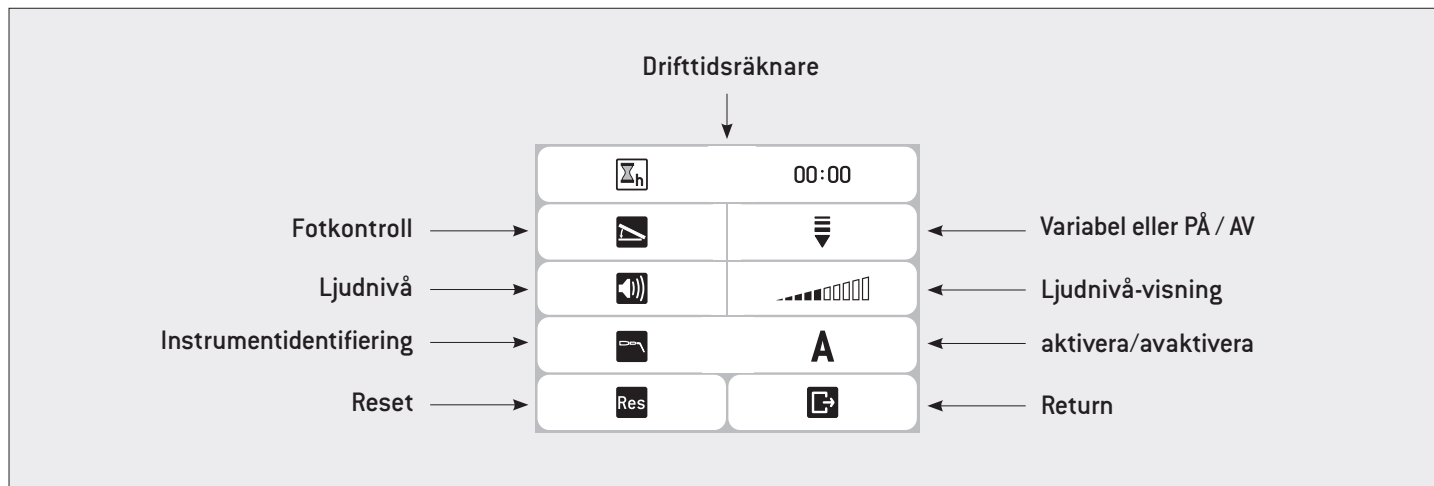 Drifttidsräknare
h 00:00
Fotkontroll Variabel eller PÅ / AV
Ljudnivå Ljudnivå-visning
Instrumentidentifiering A aktivera/avaktivera
Reset Res Return